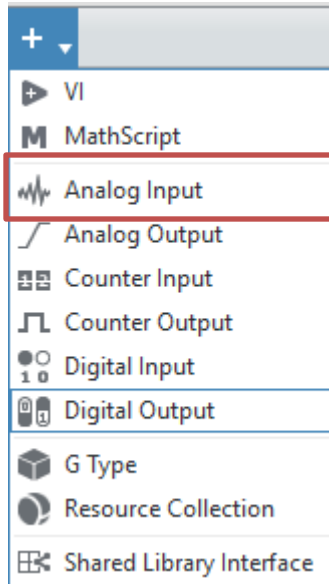 VI
MathScript
Analog Input
Analog Output
Counter Input
Counter Output
Digital Input
Digital Output
G Type
Resource Collection
Shared Library Interface